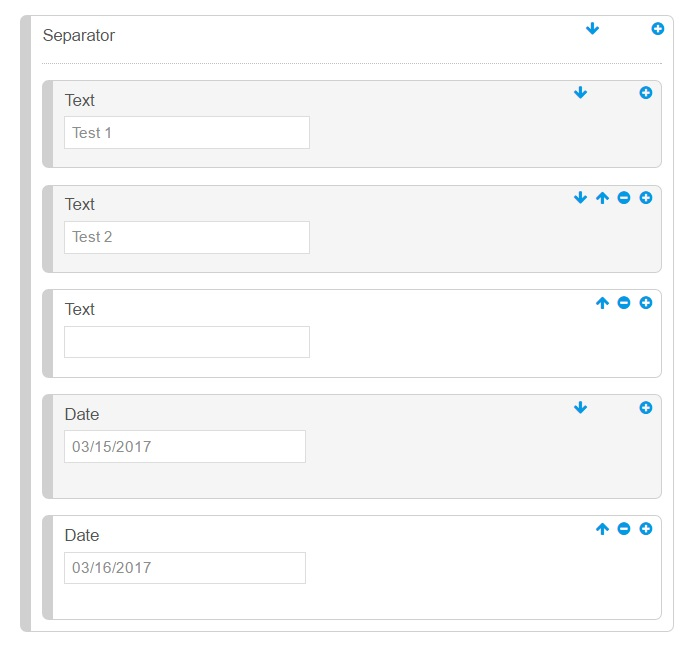 Separator
Text
Test 1
Text
Test 2
Text
Date
03/15/2017
Date
03/16/2017